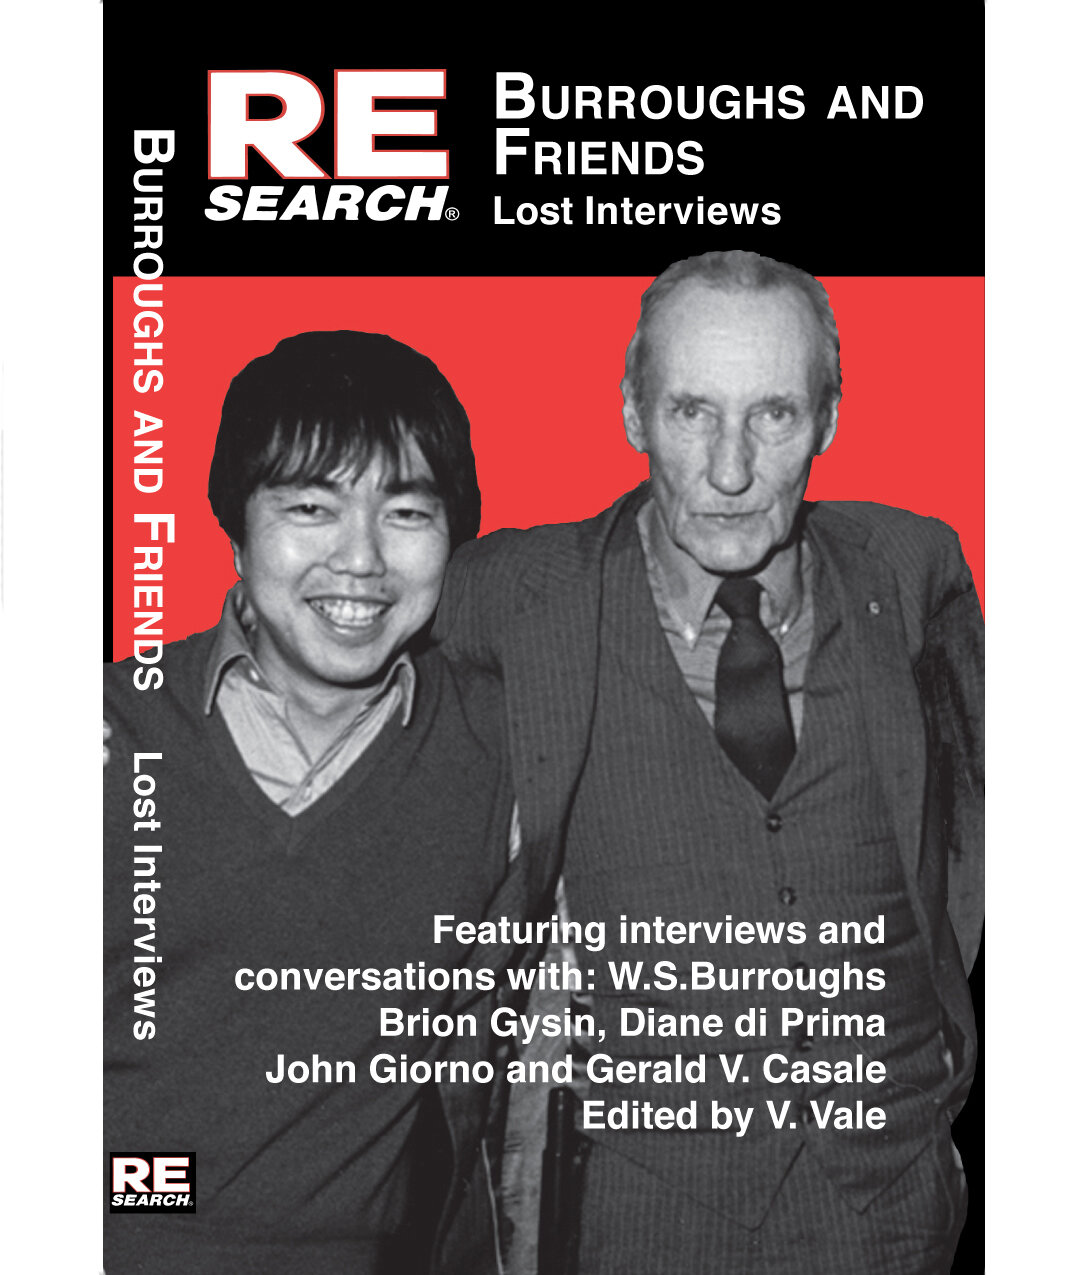 RE
SEARCH®
BURROUGHS AND
FRIENDS
Lost Interviews
BURROUGHS AND FRIENDS Lost Interviews
Featuring interviews and
conversations with: W.S.Burroughs
Brion Gysin, Diane di Prima
John Giorno and Gerald V. Casale
Edited by V. Vale
RE
SEARCH®